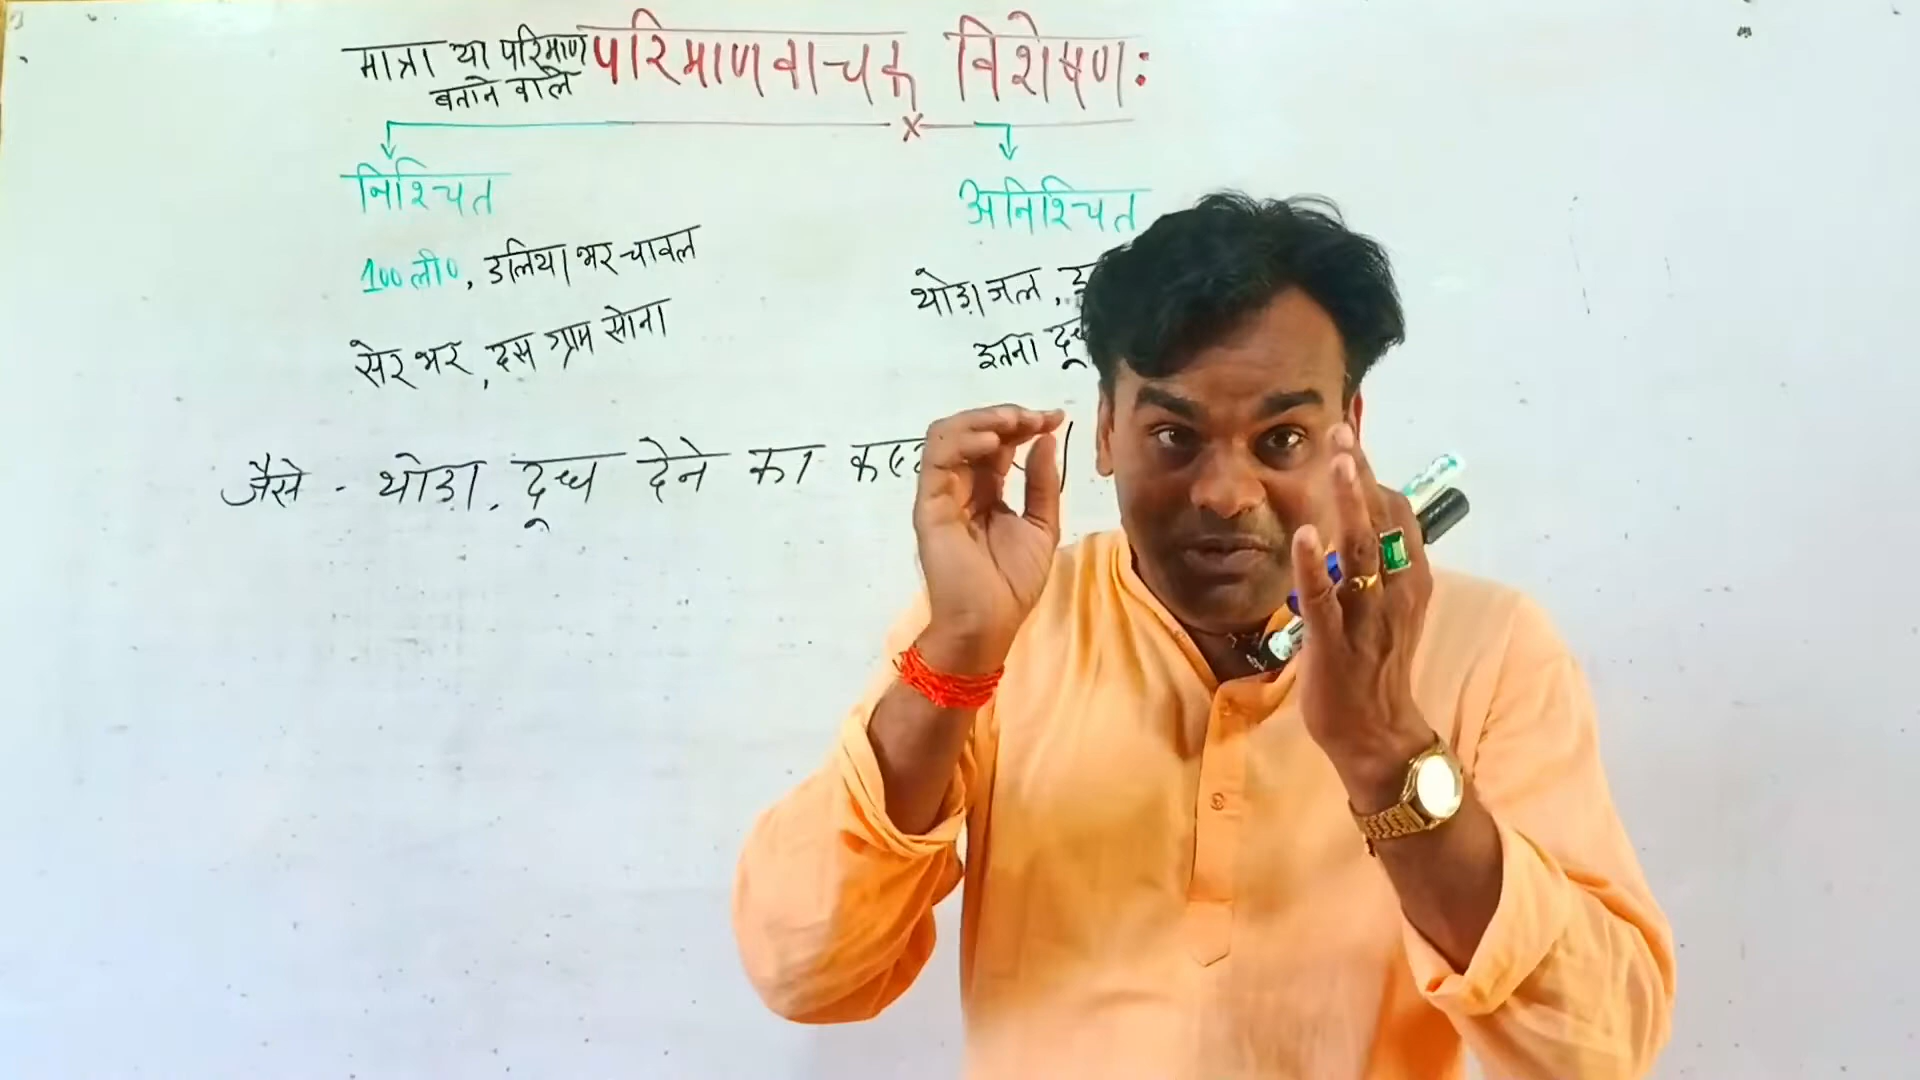 मात्रा या परिमाण परिमाणवाचक विशेषण:
बताने वाले
निश्चित अनिश्चित
100 ली०, डलिया भर चावल थोड़ा जल,
सेर भर, दस ग्राम सोना इतना
जैसे - थोड़ा, दूध देने का